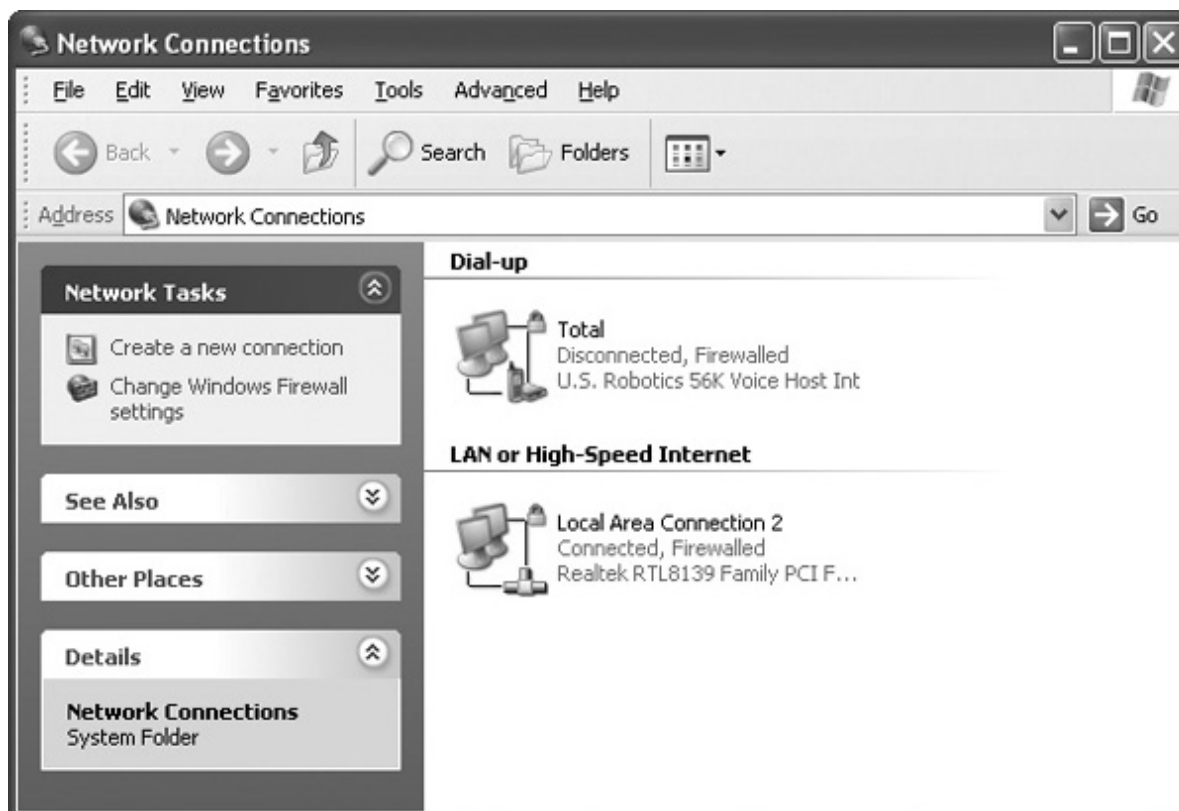 Network Connections
File Edit View Favorites Tools Advanced Help
Back Search Folders
Address Network Connections Go
Network Tasks
Create a new connection
Change Windows Firewall
settings
See Also
Other Places
Details
Network Connections
System Folder
Dial-up
Total
Disconnected, Firewalled
U.S. Robotics 56K Voice Host Int
LAN or High-Speed Internet
Local Area Connection 2
Connected, Firewalled
Realtek RTL8139 Family PCI F...